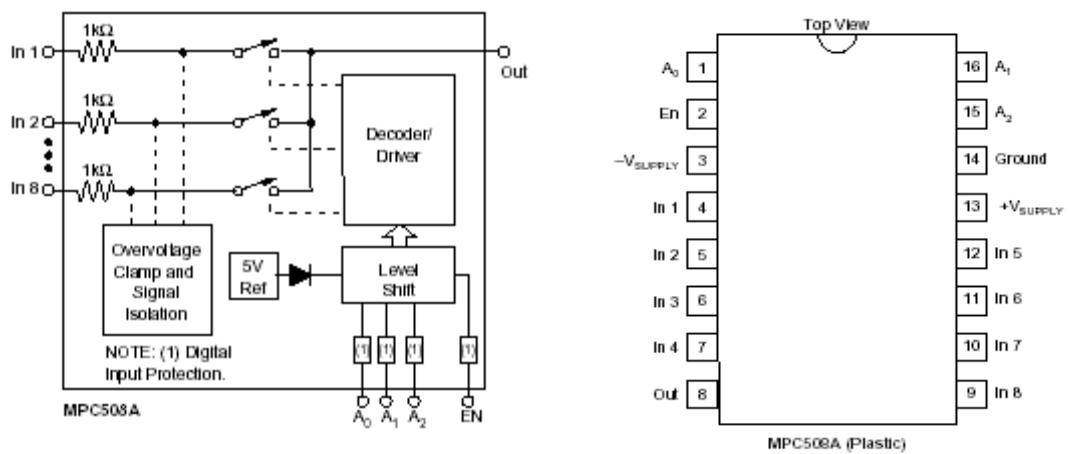 1kΩ
In 1
Out
1kΩ
In 2
Decoder/
Driver
1kΩ
In 8
Overvoltage
Clamp and
Signal
Isolation
5V
Ref
Level
Shift
(1) (1) (1) (1)
NOTE: (1) Digital
Input Protection.
MPC508A
A0 A1 A2 EN
Top View
A0 1
16 A1
En 2
15 A2
–VSUPPLY 3
14 Ground
In 1 4
13 +VSUPPLY
In 2 5
12 In 5
In 3 6
11 In 6
In 4 7
10 In 7
Out 8
9 In 8
MPC508A (Plastic)